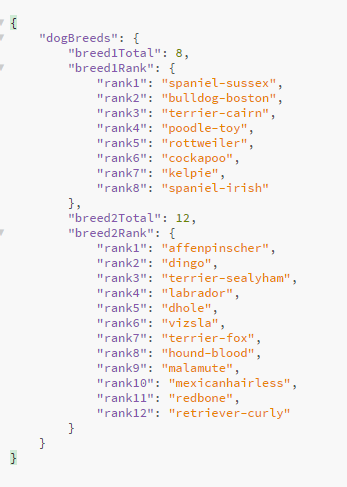 {
"dogBreeds": {
"breed1Total": 8,
"breed1Rank": {
"rank1": "spaniel-sussex",
"rank2": "bulldog-boston",
"rank3": "terrier-cairn",
"rank4": "poodle-toy",
"rank5": "rottweiler",
"rank6": "cockapoo",
"rank7": "kelpie",
"rank8": "spaniel-irish"
},
"breed2Total": 12,
"breed2Rank": {
"rank1": "affenpinscher",
"rank2": "dingo",
"rank3": "terrier-sealyham",
"rank4": "labrador",
"rank5": "dhole",
"rank6": "vizsla",
"rank7": "terrier-fox",
"rank8": "hound-blood",
"rank9": "malamute",
"rank10": "mexicanhairless",
"rank11": "redbone",
"rank12": "retriever-curly"
}
}
}